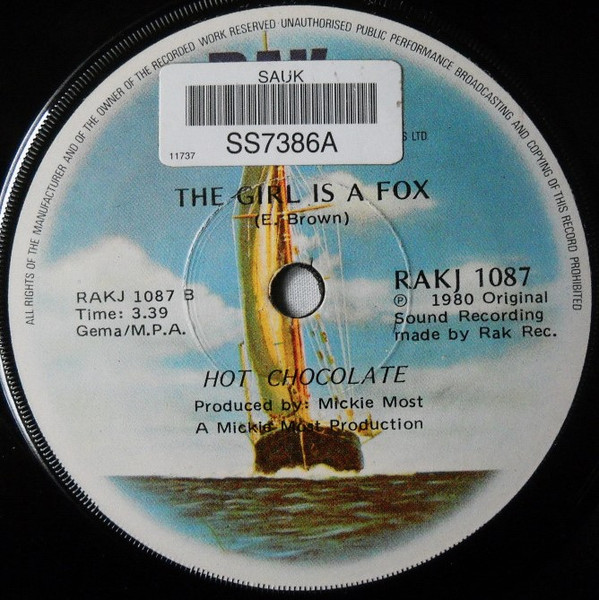 ALL RIGHTS OF THE MANUFACTURER AND OF THE OWNER OF THE RECORDED WORK RESERVED · UNAUTHORISED PUBLIC PERFORMANCE BROADCASTING AND COPYING OF THIS RECORD PROHIBITED
RAK
SAUK
11737
SS7386A
S LTD.
THE GIRL IS A FOX
(E. Brown)
RAKJ 1087 B
Time: 3.39
Gema/M.P.A.
RAKJ 1087
℗ 1980 Original
Sound Recording
made by Rak Rec.
HOT CHOCOLATE
Produced by: Mickie Most
A Mickie Most Production